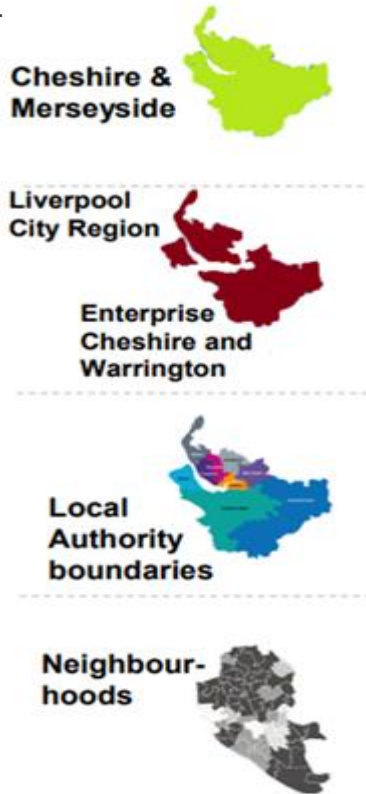 Cheshire &
Merseyside
Liverpool
City Region
Enterprise
Cheshire and
Warrington
Local
Authority
boundaries
Neighbour-
hoods